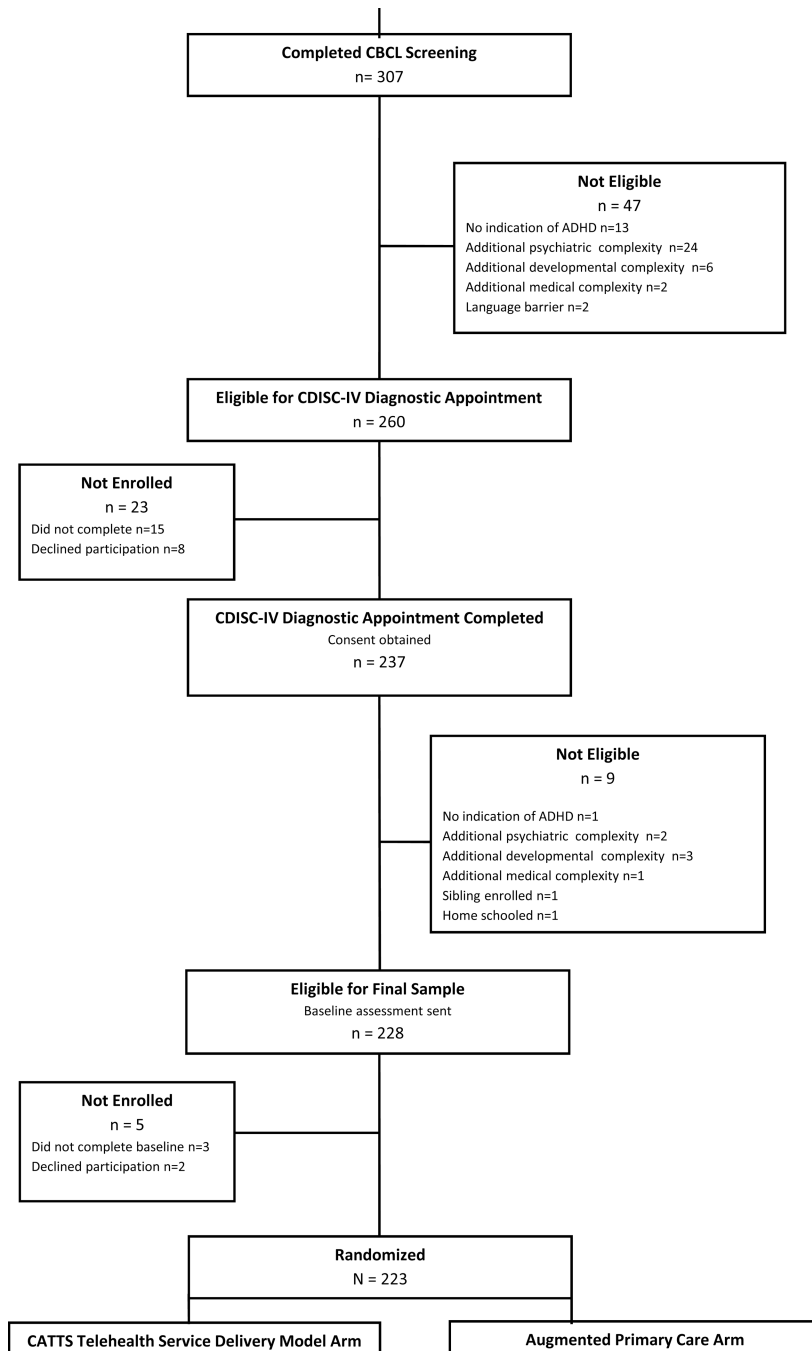 Completed CBCL Screening
n= 307
Not Eligible
n = 47
No indication of ADHD n=13
Additional psychiatric complexity n=24
Additional developmental complexity n=6
Additional medical complexity n=2
Language barrier n=2
Eligible for CDISC-IV Diagnostic Appointment
n = 260
Not Enrolled
n = 23
Did not complete n=15
Declined participation n=8
CDISC-IV Diagnostic Appointment Completed
Consent obtained
n = 237
Not Eligible
n = 9
No indication of ADHD n=1
Additional psychiatric complexity n=2
Additional developmental complexity n=3
Additional medical complexity n=1
Sibling enrolled n=1
Home schooled n=1
Eligible for Final Sample
Baseline assessment sent
n = 228
Not Enrolled
n = 5
Did not complete baseline n=3
Declined participation n=2
Randomized
N = 223
CATTS Telehealth Service Delivery Model Arm
Augmented Primary Care Arm